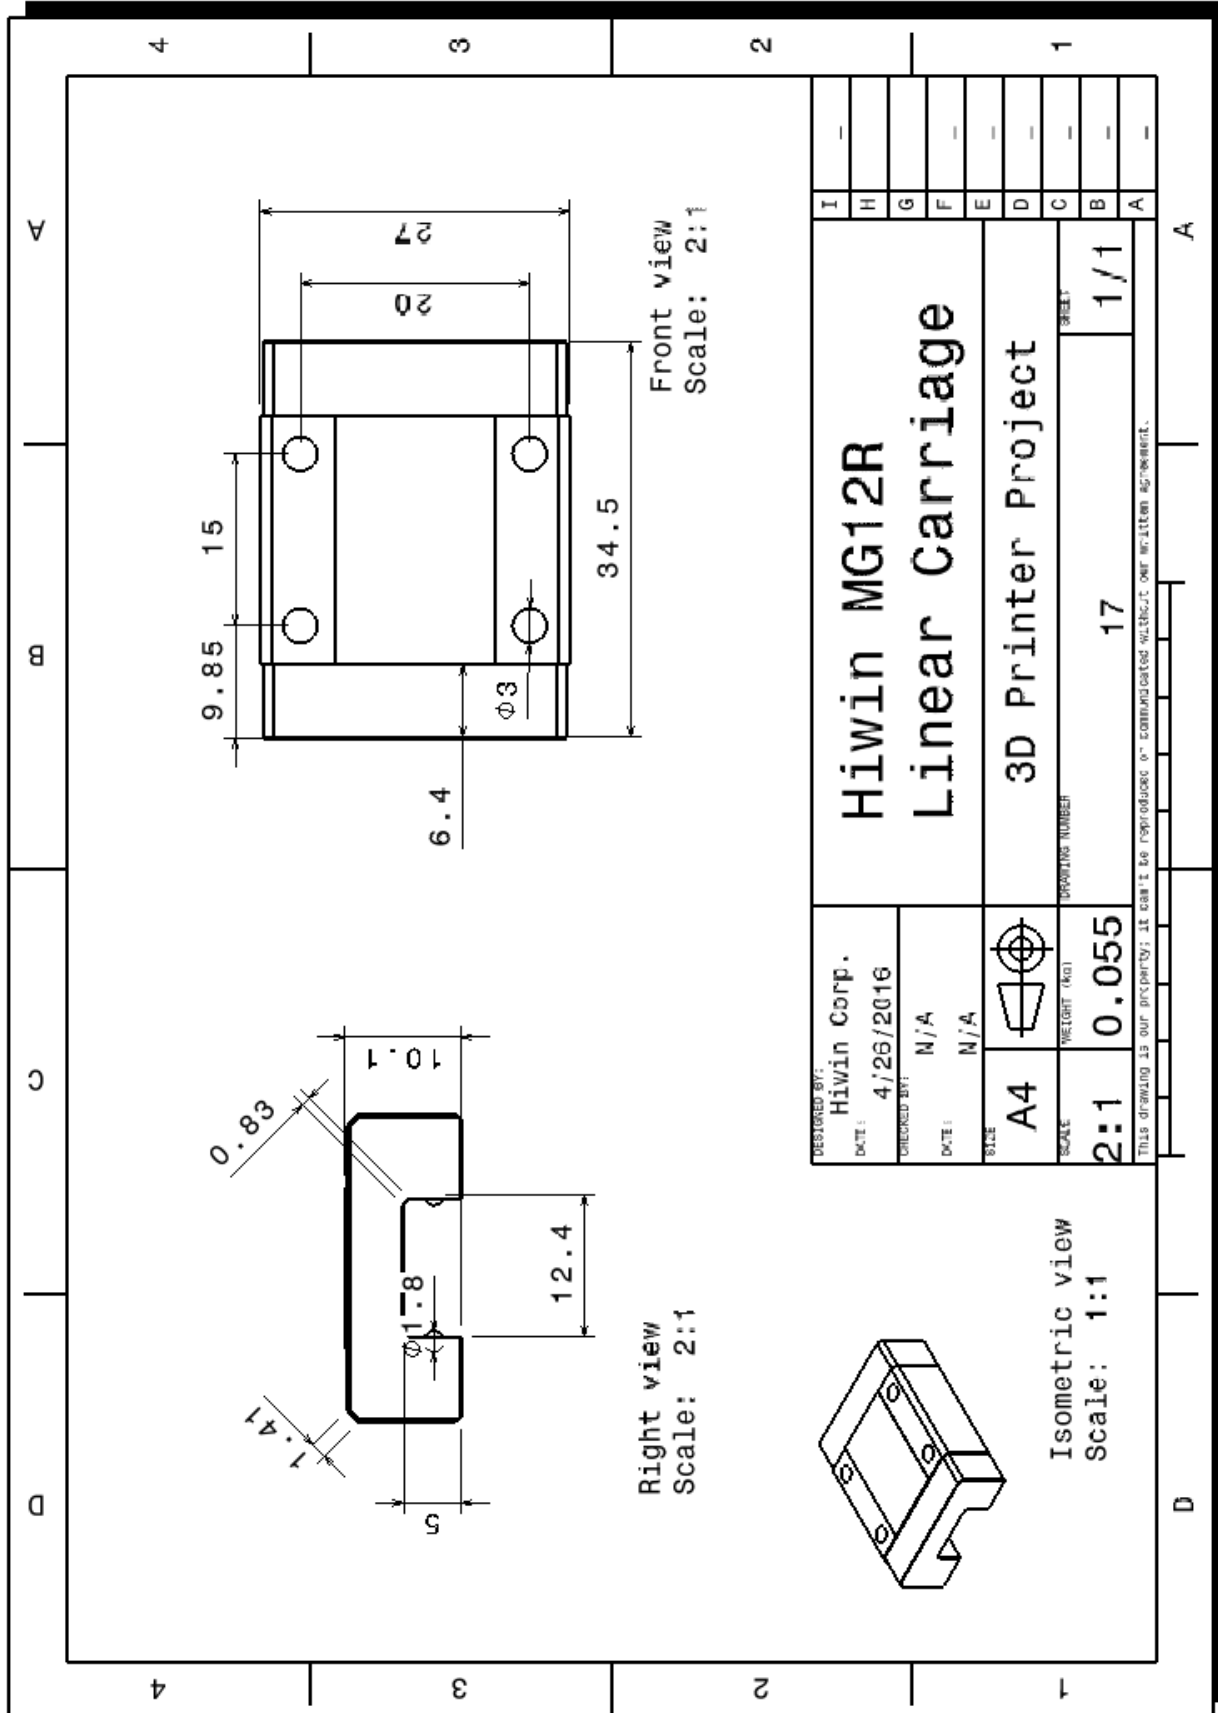 4
3
2
1
A
B
C
D
A
D
4
3
2
1
27
20
15
9.85
34.5
6.4
Φ3
Front view
Scale: 2:1
10.1
0.83
12.4
Φ1.8
1.41
5
Right view
Scale: 2:1
Isometric view
Scale: 1:1
DESIGNED BY:
Hiwin Corp.
DATE:
4/26/2016
CHECKED BY:
N/A
DATE:
N/A
SIZE
A4
SCALE
2:1
WEIGHT (kg)
0.055
Hiwin MG12R
Linear Carriage
3D Printer Project
DRAWING NUMBER
17
SHEET
1/1
I –
H
G
F –
E –
D –
C –
B –
A –
This drawing is our property; it can't be reproduced or communicated without our written agreement.